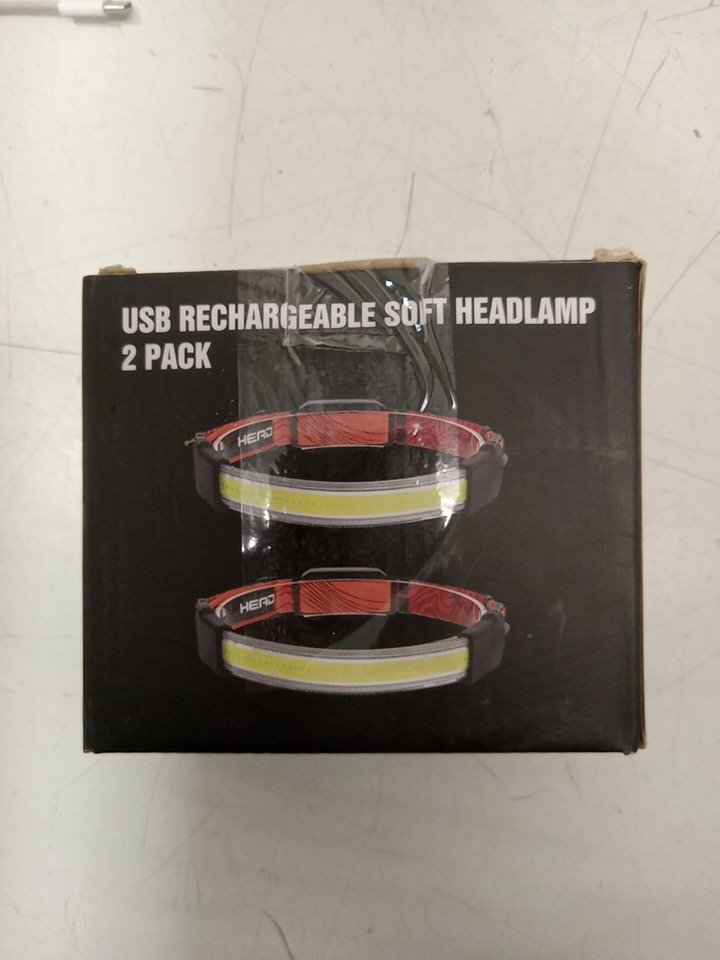 USB RECHARGEABLE SOFT HEADLAMP
2 PACK
HEAD
HEAD